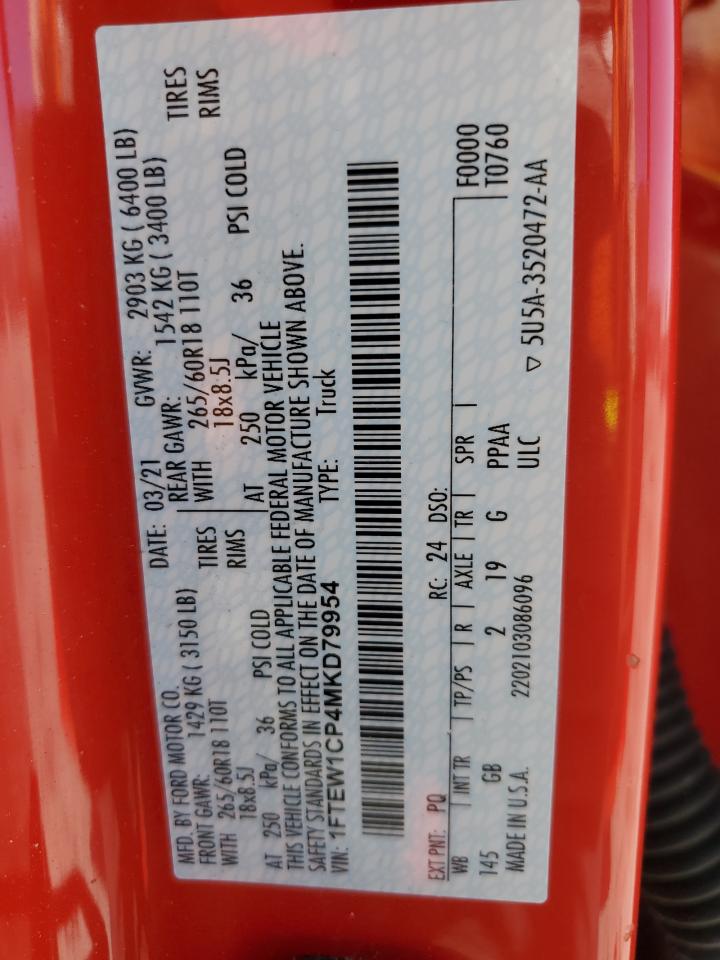 MFD. BY FORD MOTOR CO.
DATE: 03/21 GVWR: 2903 KG ( 6400 LB)
FRONT GAWR: 1429 KG ( 3150 LB) REAR GAWR: 1542 KG ( 3400 LB)
WITH 265/60R18 110T TIRES WITH 265/60R18 110T TIRES
18x8.5J RIMS 18x8.5J RIMS
AT 250 kPa/ 36 PSI COLD AT 250 kPa/ 36 PSI COLD
THIS VEHICLE CONFORMS TO ALL APPLICABLE FEDERAL MOTOR VEHICLE
SAFETY STANDARDS IN EFFECT ON THE DATE OF MANUFACTURE SHOWN ABOVE.
VIN: 1FTEW1CP4MKD79954 TYPE: Truck
EXT PNT: PQ RC: 24 DSO: F0000
WB | INT TR | TP/PS | R | AXLE | TR | SPR | T0760
145 GB 2 19 G PPAA
MADE IN U.S.A. 2202103086096 ULC ▽ 5U5A-3520472-AA